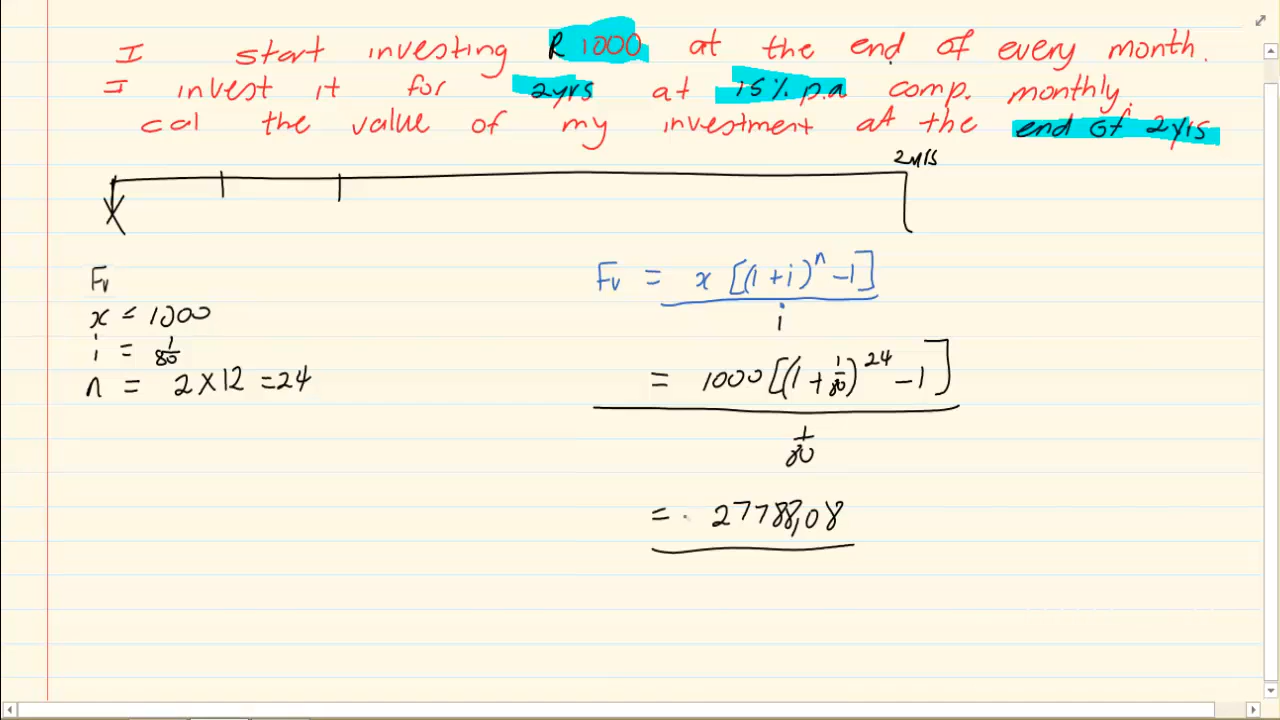 I start investing R1000 at the end of every month.
I invest it for 2yrs at 15% p.a comp. monthly.
cal the value of my investment at the end of 2yrs
2yrs
Fv
x = 1000
i = 1/80
n = 2 × 12 = 24
Fv = x[(1+i)^n -1] / i
= 1000[(1+1/80)^24 -1] / 1/80
= 27788,08